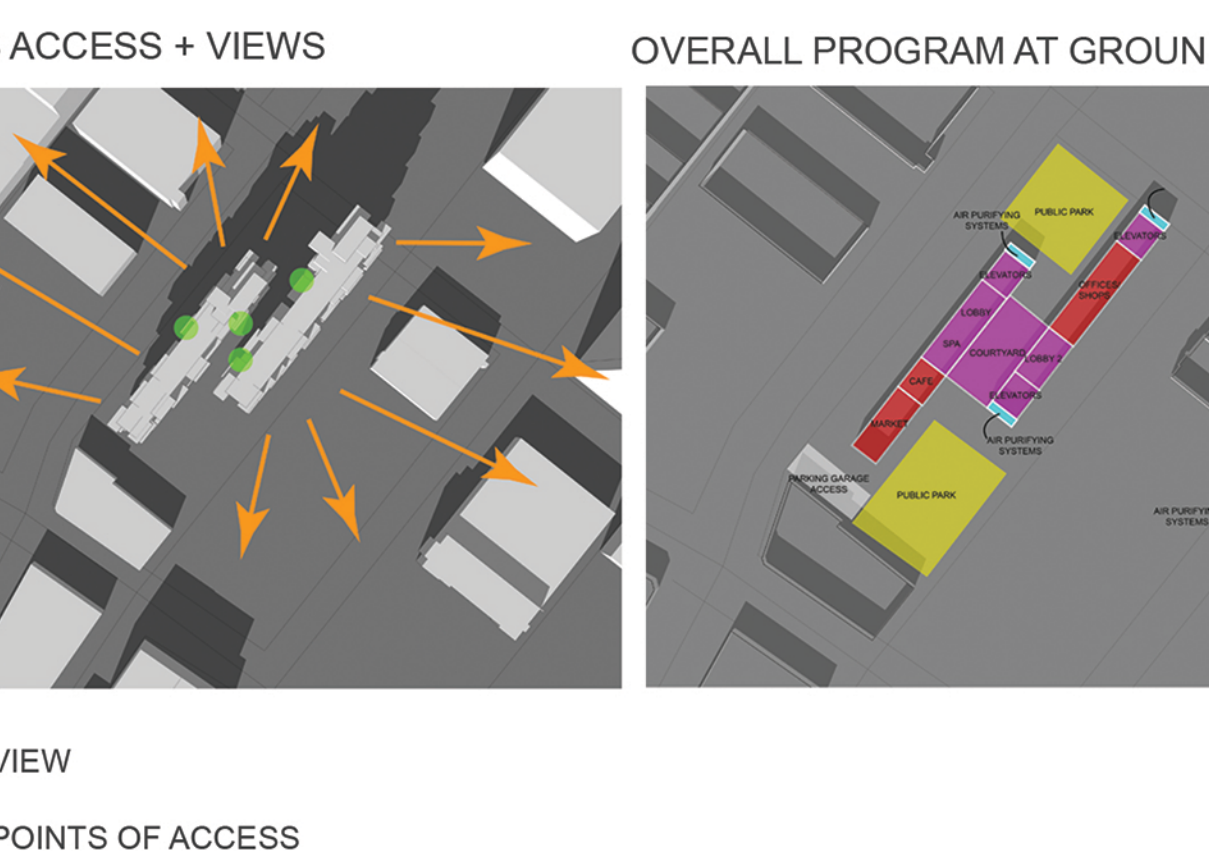 ACCESS + VIEWS
OVERALL PROGRAM AT GROUN
PUBLIC PARK
AIR PURIFYING
SYSTEMS
ELEVATORS
ELEVATORS
OFFICES/
SHOPS
LOBBY
SPA
COURTYARD
LOBBY 2
CAFE
ELEVATORS
MARKET
AIR PURIFYING
SYSTEMS
PARKING GARAGE
ACCESS
PUBLIC PARK
AIR PURIFYIN
SYSTEMS
VIEW
POINTS OF ACCESS